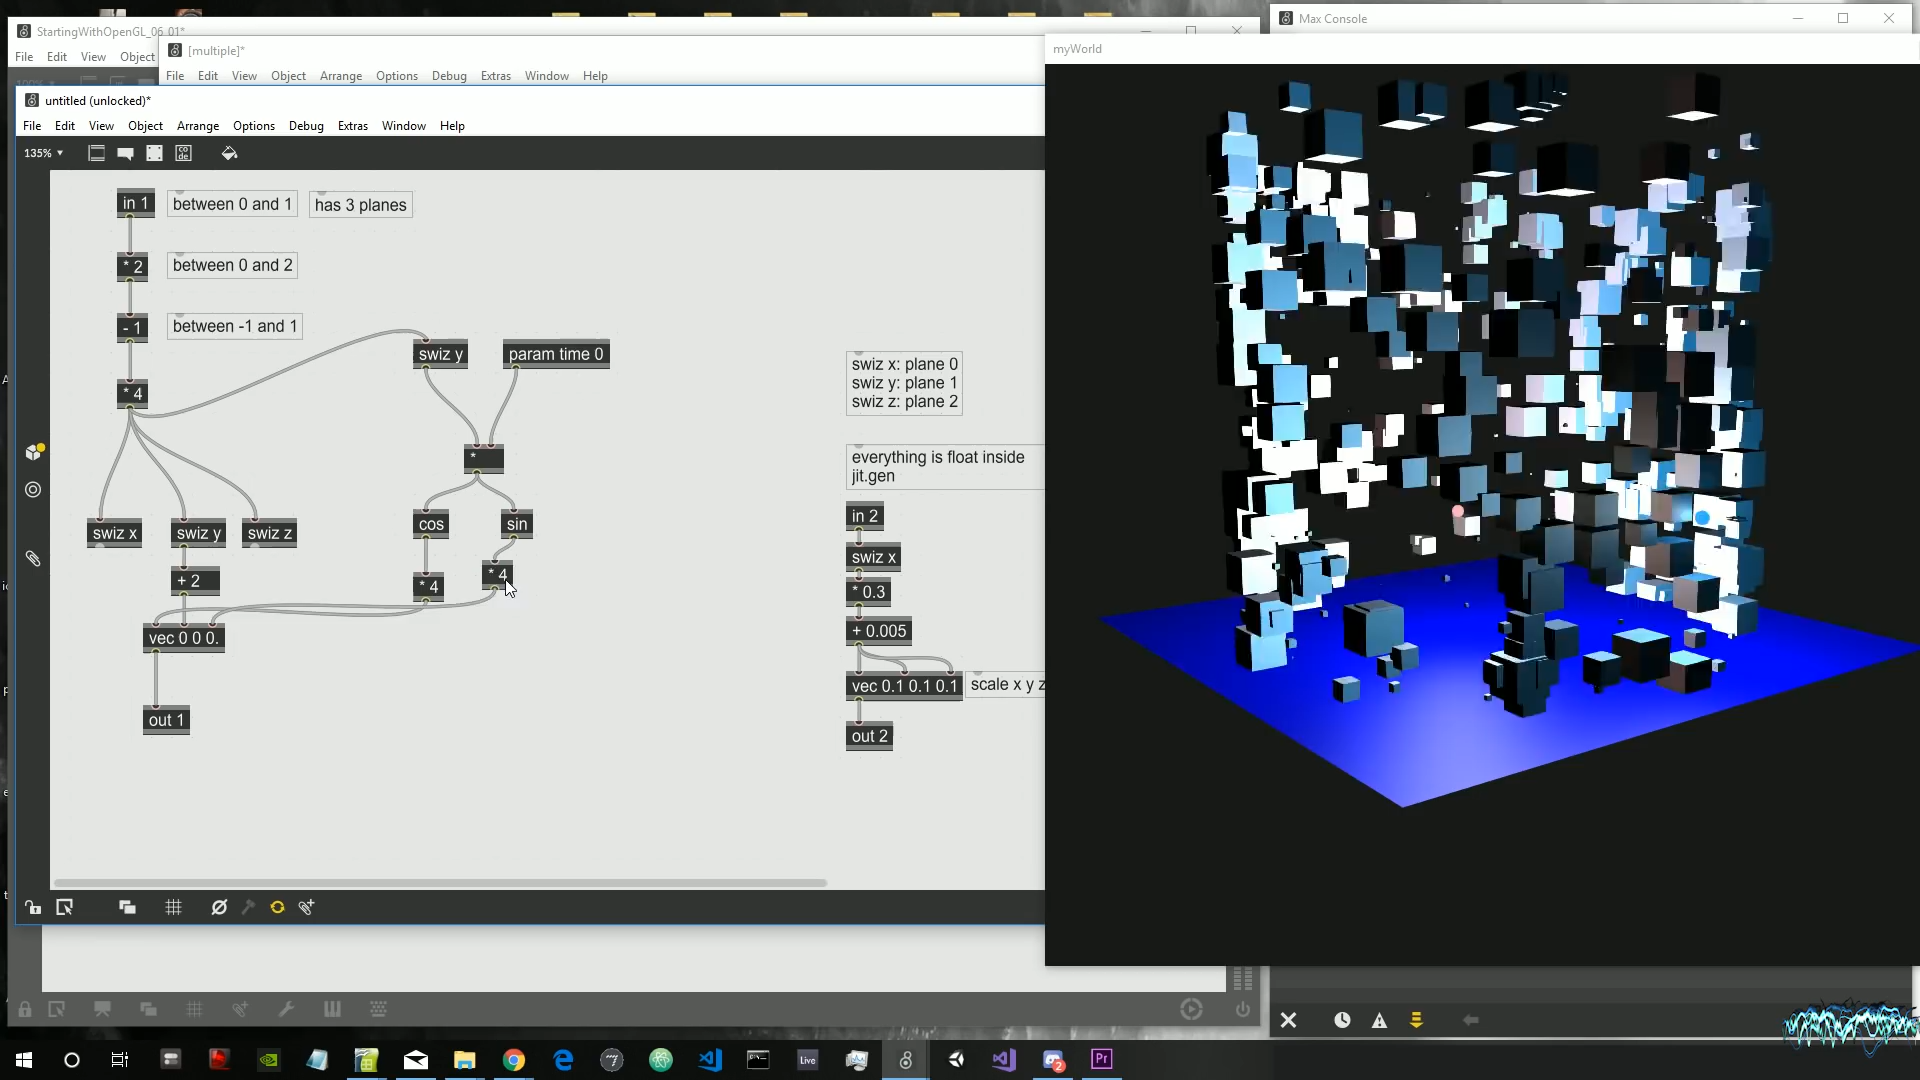 StartingWithOpenGL_06_01*
File Edit View Object
[multiple]*
File Edit View Object Arrange Options Debug Extras Window Help
untitled (unlocked)*
File Edit View Object Arrange Options Debug Extras Window Help
135%
in 1
between 0 and 1
has 3 planes
* 2
between 0 and 2
- 1
between -1 and 1
* 4
swiz y
param time 0
*
cos
sin
swiz x
swiz y
swiz z
+ 2
* 4
* 4
vec 0 0 0.
out 1
swiz x: plane 0
swiz y: plane 1
swiz z: plane 2
everything is float inside
jit.gen
in 2
swiz x
* 0.3
+ 0.005
vec 0.1 0.1 0.1
scale x y z
out 2
Max Console
myWorld
Live
2
Pr